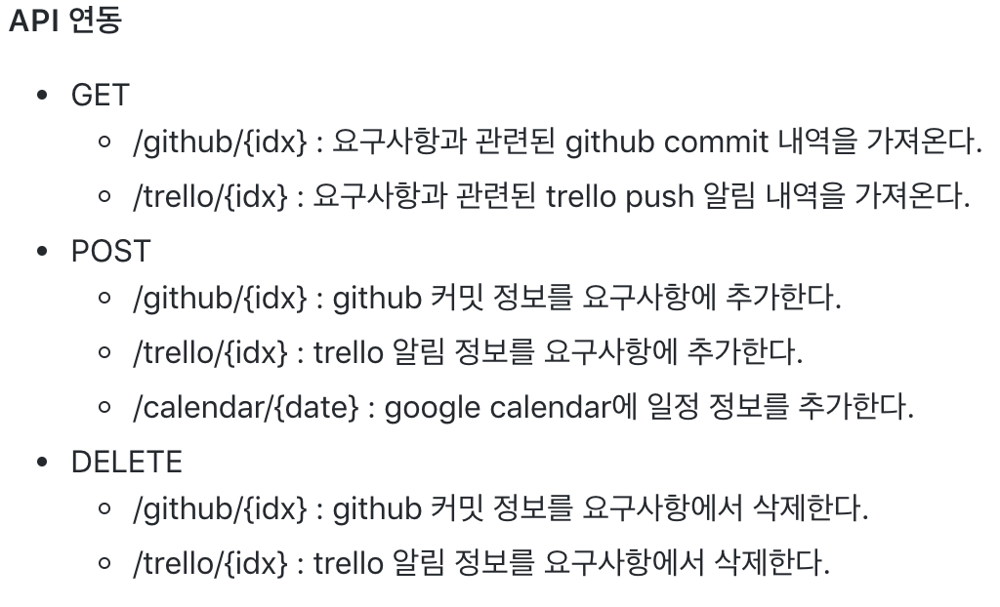 API 연동
• GET
◦ /github/{idx} : 요구사항과 관련된 github commit 내역을 가져온다.
◦ /trello/{idx} : 요구사항과 관련된 trello push 알림 내역을 가져온다.
• POST
◦ /github/{idx} : github 커밋 정보를 요구사항에 추가한다.
◦ /trello/{idx} : trello 알림 정보를 요구사항에 추가한다.
◦ /calendar/{date} : google calendar에 일정 정보를 추가한다.
• DELETE
◦ /github/{idx} : github 커밋 정보를 요구사항에서 삭제한다.
◦ /trello/{idx} : trello 알림 정보를 요구사항에서 삭제한다.